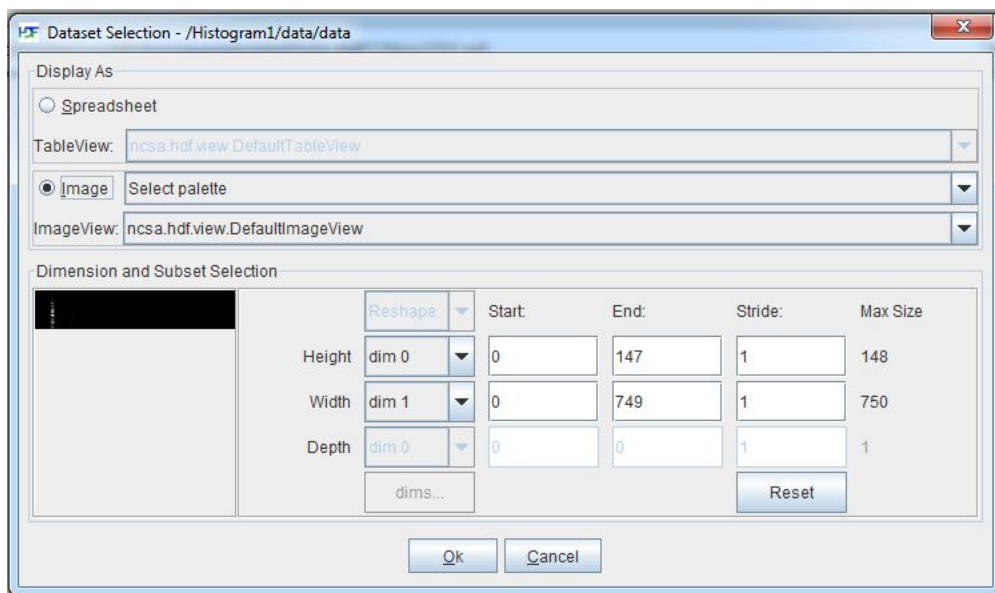 HDF Dataset Selection - /Histogram1/data/data
Display As
Spreadsheet
TableView: ncsa.hdf.view.DefaultTableView
Image Select palette
ImageView: ncsa.hdf.view.DefaultImageView
Dimension and Subset Selection
Reshape Start: End: Stride: Max Size
Height dim 0 0 147 1 148
Width dim 1 0 749 1 750
Depth dim 0 0 0 1 1
dims... Reset
Ok Cancel